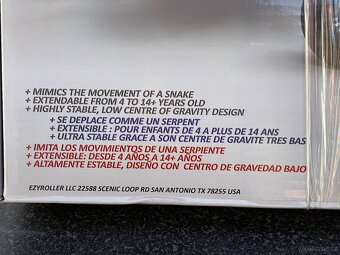 + MIMICS THE MOVEMENT OF A SNAKE
+ EXTENDABLE FROM 4 TO 14+ YEARS OLD
+ HIGHLY STABLE, LOW CENTRE OF GRAVITY DESIGN
+ SE DEPLACE COMME UN SERPENT
+ EXTENSIBLE : POUR ENFANTS DE 4 A PLUS DE 14 ANS
+ ULTRA STABLE GRACE A SON CENTRE DE GRAVITE TRES BAS
+ IMITA LOS MOVIMIENTOS DE UNA SERPIENTE
+ EXTENSIBLE: DESDE 4 AÑOS A 14+ AÑOS
+ ALTAMENTE ESTABLE, DISEÑO CON CENTRO DE GRAVEDAD BAJO
EZYROLLER LLC 22588 SCENIC LOOP RD SAN ANTONIO TX 78255 USA